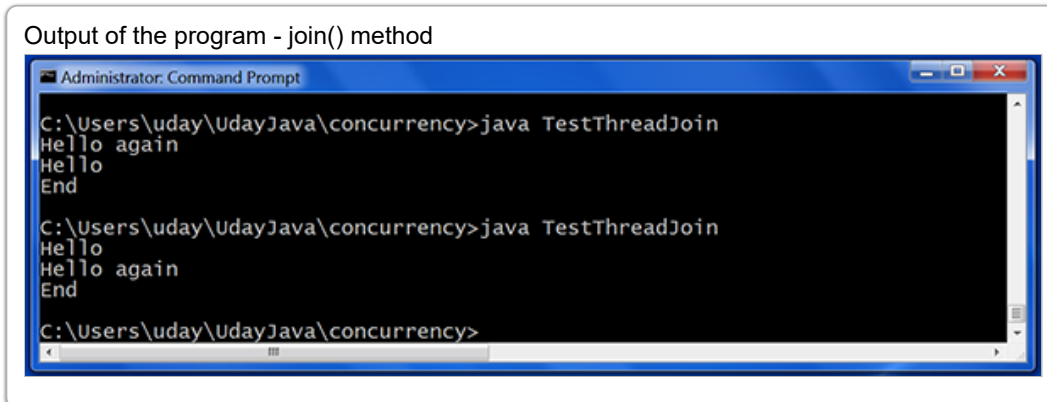 Output of the program - join() method
Administrator: Command Prompt
C:\Users\uday\UdayJava\concurrency>java TestThreadJoin
Hello again
Hello
End
C:\Users\uday\UdayJava\concurrency>java TestThreadJoin
Hello
Hello again
End
C:\Users\uday\UdayJava\concurrency>